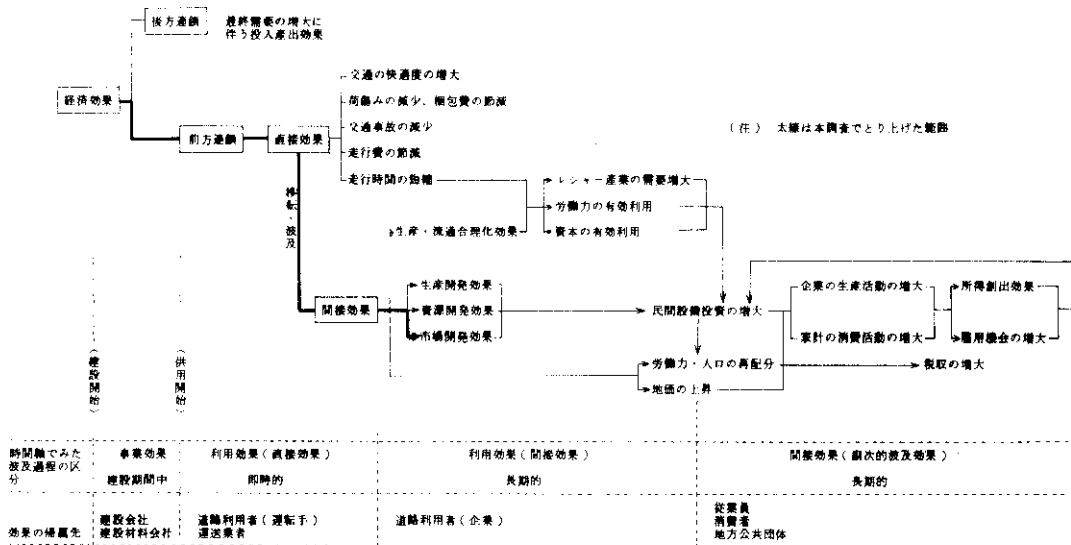 後方連鎖
最終需要の増大に
伴う投入産出効果
経済効果
前方連鎖
直接効果
交通の快適度の増大
荷傷みの減少、梱包費の節減
交通事故の減少
走行費の節減
走行時間の短縮
(注) 太線は本調査でとり上げた範囲
移転・波及
生産・流通合理化効果
レジャー産業の需要増大
労働力の有効利用
資本の有効利用
間接効果
生産開発効果
資源開発効果
市場開発効果
民間設備投資の増大
企業の生産活動の増大
家計の消費活動の増大
所得創出効果
雇用機会の増大
労働力・人口の再配分
地価の上昇
税収の増大
(建設開始)
(供用開始)
時間軸でみた
波及過程の区
分
事業効果
建設期間中
利用効果(直接効果)
即時的
利用効果(間接効果)
長期的
間接効果(副次的波及効果)
長期的
効果の帰属先
建設会社
建設材料会社
道路利用者(運転手)
運送業者
道路利用者(企業)
従業員
消費者
地方公共団体